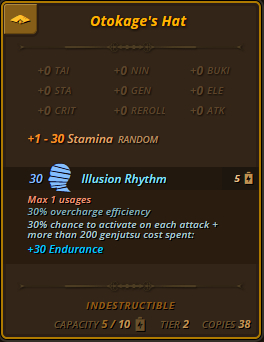 Otokage's Hat
+0 TAI +0 NIN +0 BUKI
+0 STA +0 GEN +0 ELE
+0 CRIT +0 REROLL +0 ATK
+1 - 30 Stamina RANDOM
30 Illusion Rhythm 5
Max 1 usages
30% overcharge efficiency
30% chance to activate on each attack +
more than 200 genjutsu cost spent:
+30 Endurance
INDESTRUCTIBLE
CAPACITY 5 / 10 TIER 2 COPIES 38